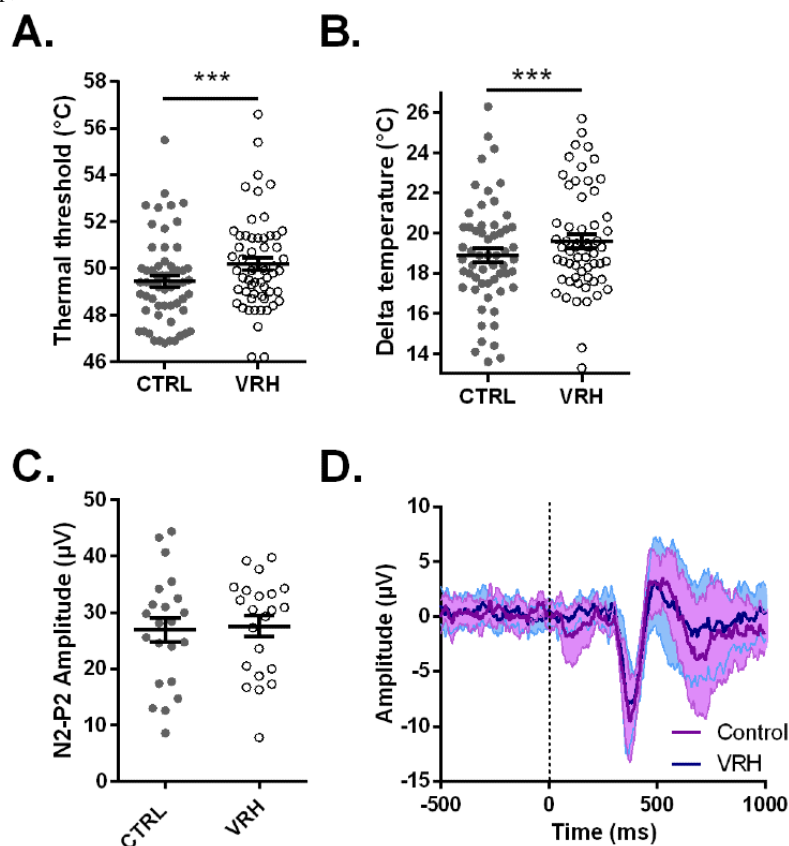 A.
B.
***
Thermal threshold (°C)
58
56
54
52
50
48
46
CTRL
VRH
***
Delta temperature (°C)
26
24
22
20
18
16
14
CTRL
VRH
C.
D.
N2-P2 Amplitude (µV)
50
40
30
20
10
0
CTRL
VRH
Amplitude (µV)
10
5
0
-5
-10
-15
Control
VRH
-500
0
500
1000
Time (ms)